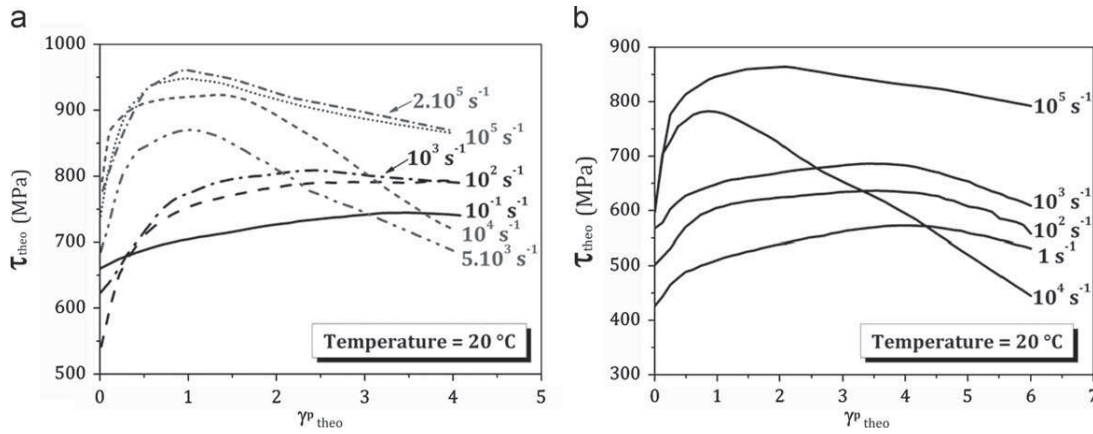 a
1000
900
800
700
600
500
τtheo (MPa)
2.10⁵ s⁻¹
10⁵ s⁻¹
10³ s⁻¹
10² s⁻¹
10⁻¹ s⁻¹
10⁴ s⁻¹
5.10³ s⁻¹
Temperature = 20 °C
0 1 2 3 4 5
γᵖtheo
b
900
800
700
600
500
400
300
τtheo (MPa)
10⁵ s⁻¹
10³ s⁻¹
10² s⁻¹
1 s⁻¹
10⁴ s⁻¹
Temperature = 20 °C
0 1 2 3 4 5 6 7
γᵖtheo